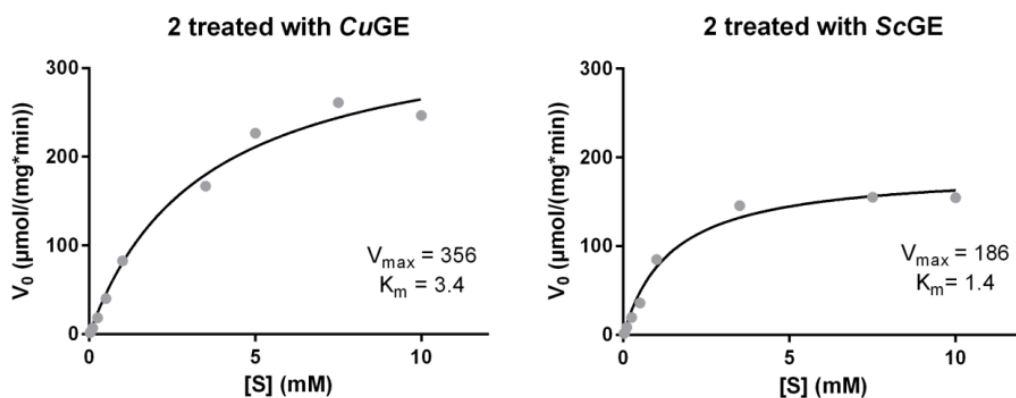 2 treated with CuGE
300
200
100
0
V₀ (μmol/(mg*min))
Vmax = 356
Km = 3.4
0
5
10
[S] (mM)
2 treated with ScGE
300
200
100
0
V₀ (μmol/(mg*min))
Vmax = 186
Km= 1.4
0
5
10
[S] (mM)